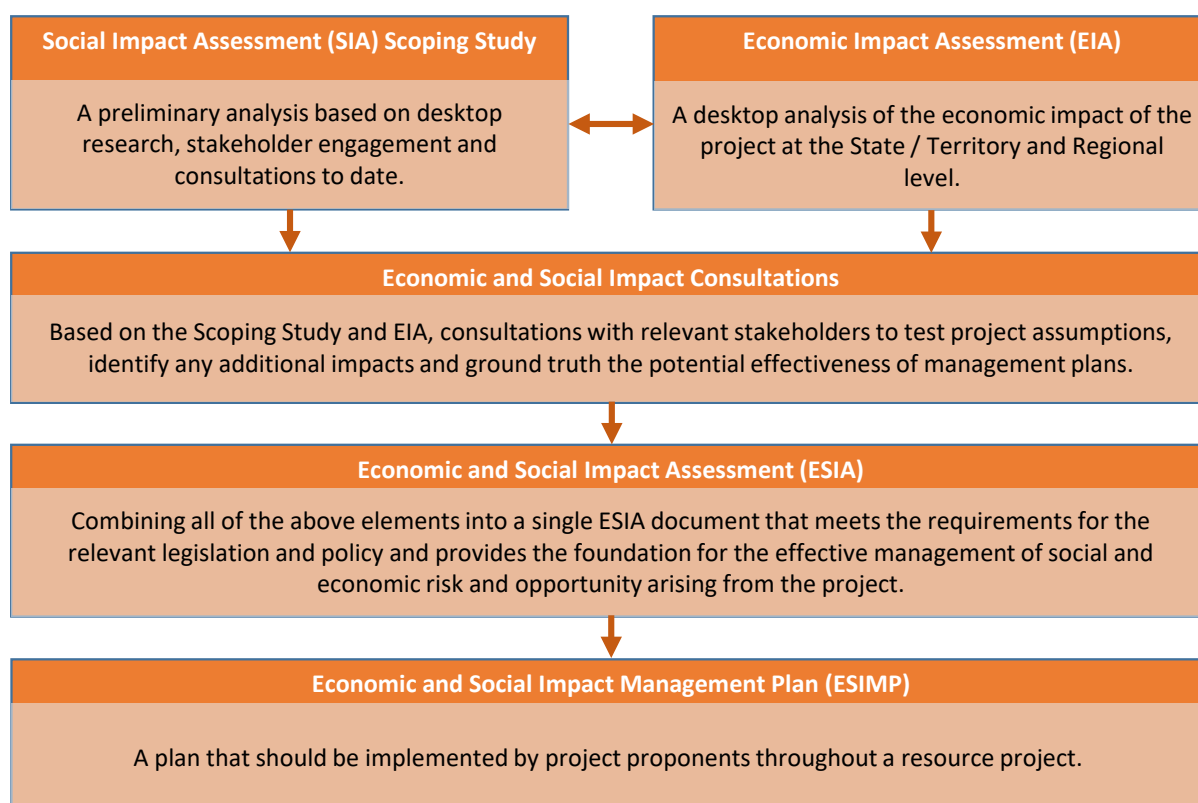 Social Impact Assessment (SIA) Scoping Study
A preliminary analysis based on desktop
research, stakeholder engagement and
consultations to date.
Economic Impact Assessment (EIA)
A desktop analysis of the economic impact of the
project at the State / Territory and Regional
level.
Economic and Social Impact Consultations
Based on the Scoping Study and EIA, consultations with relevant stakeholders to test project assumptions,
identify any additional impacts and ground truth the potential effectiveness of management plans.
Economic and Social Impact Assessment (ESIA)
Combining all of the above elements into a single ESIA document that meets the requirements for the
relevant legislation and policy and provides the foundation for the effective management of social and
economic risk and opportunity arising from the project.
Economic and Social Impact Management Plan (ESIMP)
A plan that should be implemented by project proponents throughout a resource project.